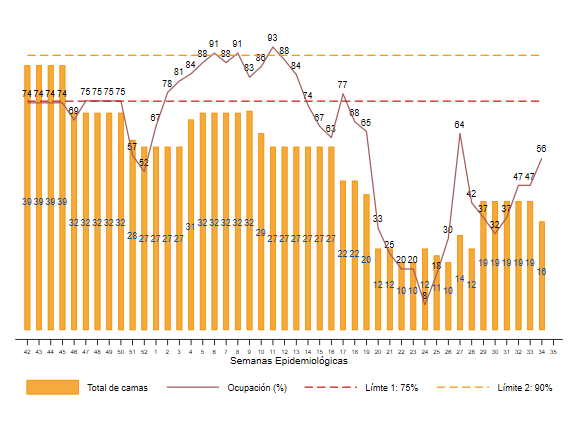 74 74 74 74 69 75 75 75 75 57 52 67 78 81 84 88 91 88 91 83 86 93 88 84 74 67 63 77 68 65 33 25 20 20 8 18 30 64 42 37 32 37 47 47 56
39 39 39 39 32 32 32 32 32 28 27 27 27 27 31 32 32 32 32 32 29 27 27 27 27 27 27 22 22 20 12 12 10 10 12 11 10 14 12 19 19 19 19 19 16
42 43 44 45 46 47 48 49 50 51 52 1 2 3 4 5 6 7 8 9 10 11 12 13 14 15 16 17 18 19 20 21 22 23 24 25 26 27 28 29 30 31 32 33 34 35
Semanas Epidemiológicas
Total de camas Ocupación (%) Límte 1: 75% Límite 2: 90%